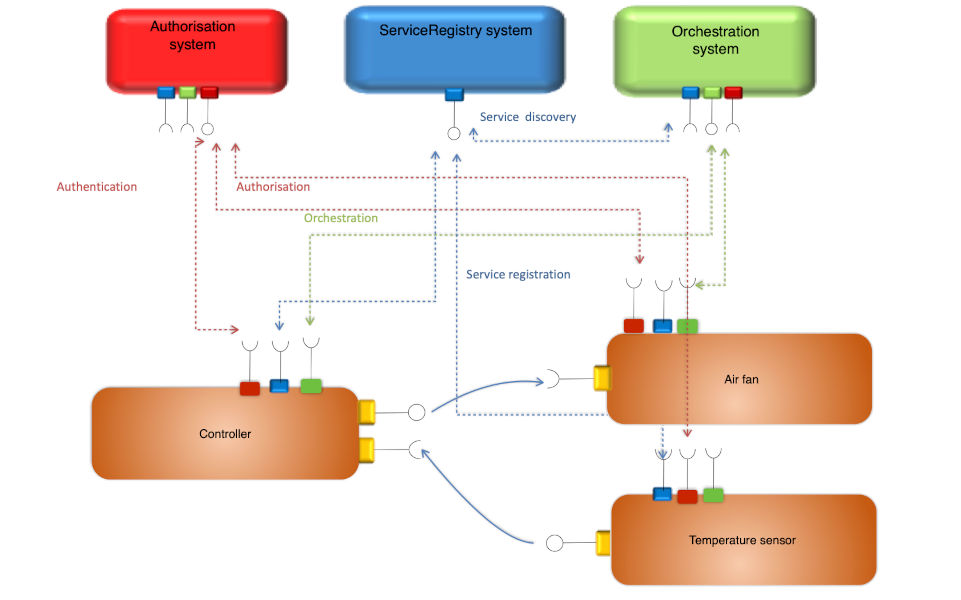 Authorisation
system
ServiceRegistry system
Orchestration
system
Service  discovery
Authentication
Authorisation
Orchestration
Service registration
Air fan
Controller
Temperature sensor